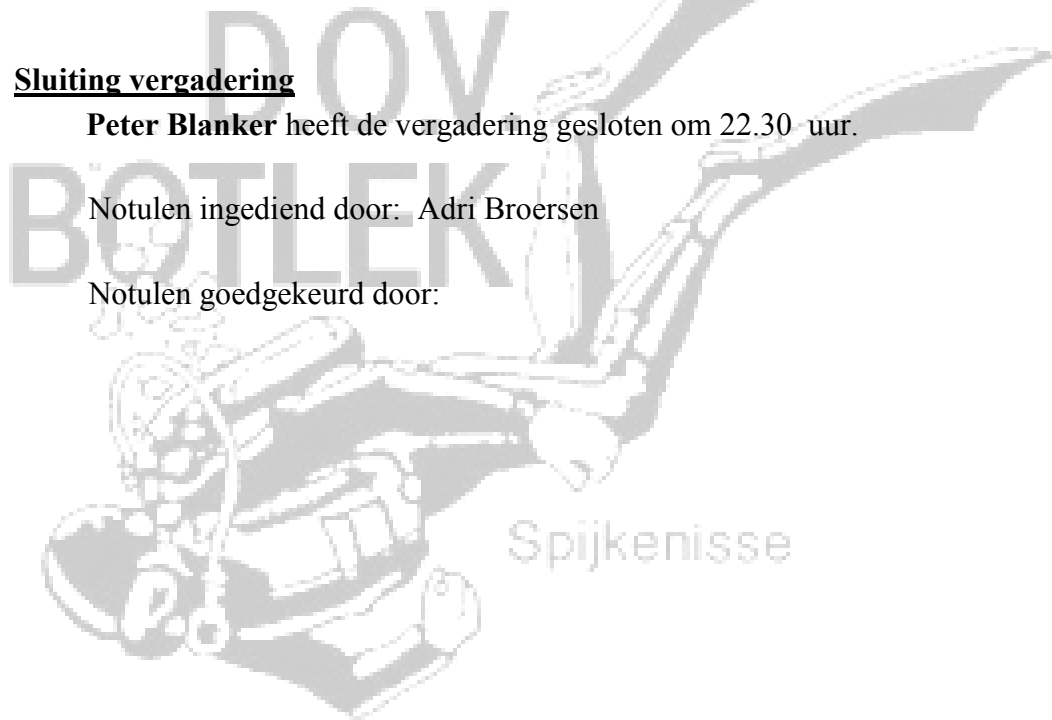 DOV
Sluiting vergadering
Peter Blanker heeft de vergadering gesloten om 22.30 uur.
BOTLEK
Notulen ingediend door: Adri Broersen
Notulen goedgekeurd door:
Spijkenisse